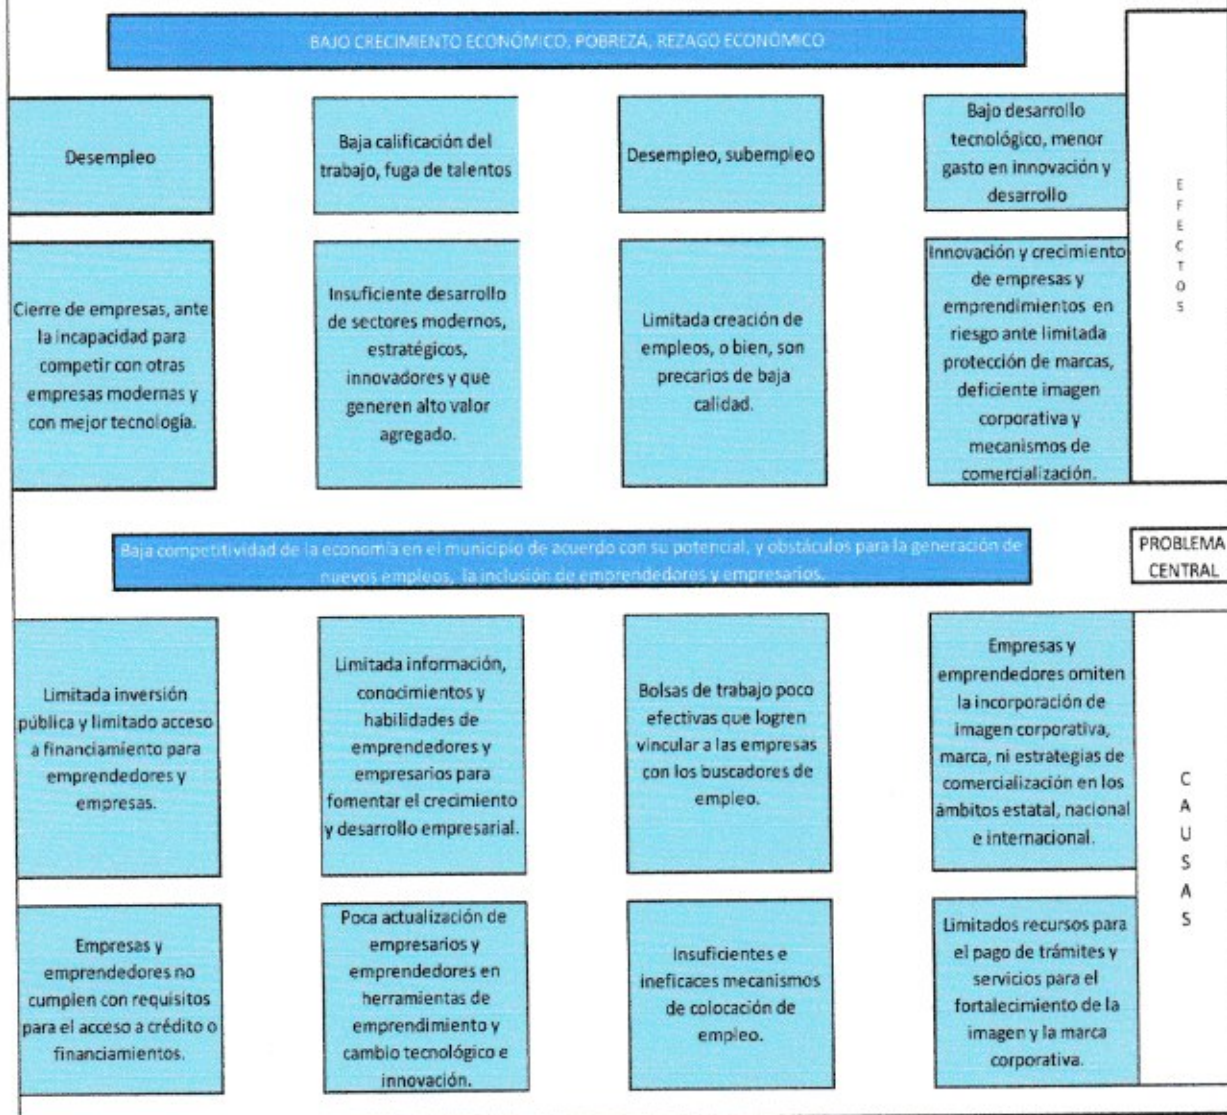 BAJO CRECIMIENTO ECONÓMICO, POBREZA, REZAGO ECONÓMICO
Desempleo
Baja calificación del
trabajo, fuga de talentos
Desempleo, subempleo
Bajo desarrollo
tecnológico, menor
gasto en innovación y
desarrollo
Cierre de empresas, ante
la incapacidad para
competir con otras
empresas modernas y
con mejor tecnología.
Insuficiente desarrollo
de sectores modernos,
estratégicos,
innovadores y que
generen alto valor
agregado.
Limitada creación de
empleos, o bien, son
precarios de baja
calidad.
Innovación y crecimiento
de empresas y
emprendimientos en
riesgo ante limitada
protección de marcas,
deficiente imagen
corporativa y
mecanismos de
comercialización.
E
F
E
C
T
O
S
Baja competitividad de la economía en el municipio de acuerdo con su potencial, y obstáculos para la generación de
nuevos empleos, la inclusión de emprendedores y empresarios.
PROBLEMA
CENTRAL
Limitada inversión
pública y limitado acceso
a financiamiento para
emprendedores y
empresas.
Limitada información,
conocimientos y
habilidades de
emprendedores y
empresarios para
fomentar el crecimiento
y desarrollo empresarial.
Bolsas de trabajo poco
efectivas que logren
vincular a las empresas
con los buscadores de
empleo.
Empresas y
emprendedores omiten
la incorporación de
imagen corporativa,
marca, ni estrategias de
comercialización en los
ámbitos estatal, nacional
e internacional.
Empresas y
emprendedores no
cumplen con requisitos
para el acceso a crédito o
financiamientos.
Poca actualización de
empresarios y
emprendedores en
herramientas de
emprendimiento y
cambio tecnológico e
innovación.
Insuficientes e
ineficaces mecanismos
de colocación de
empleo.
Limitados recursos para
el pago de trámites y
servicios para el
fortalecimiento de la
imagen y la marca
corporativa.
C
A
U
S
A
S